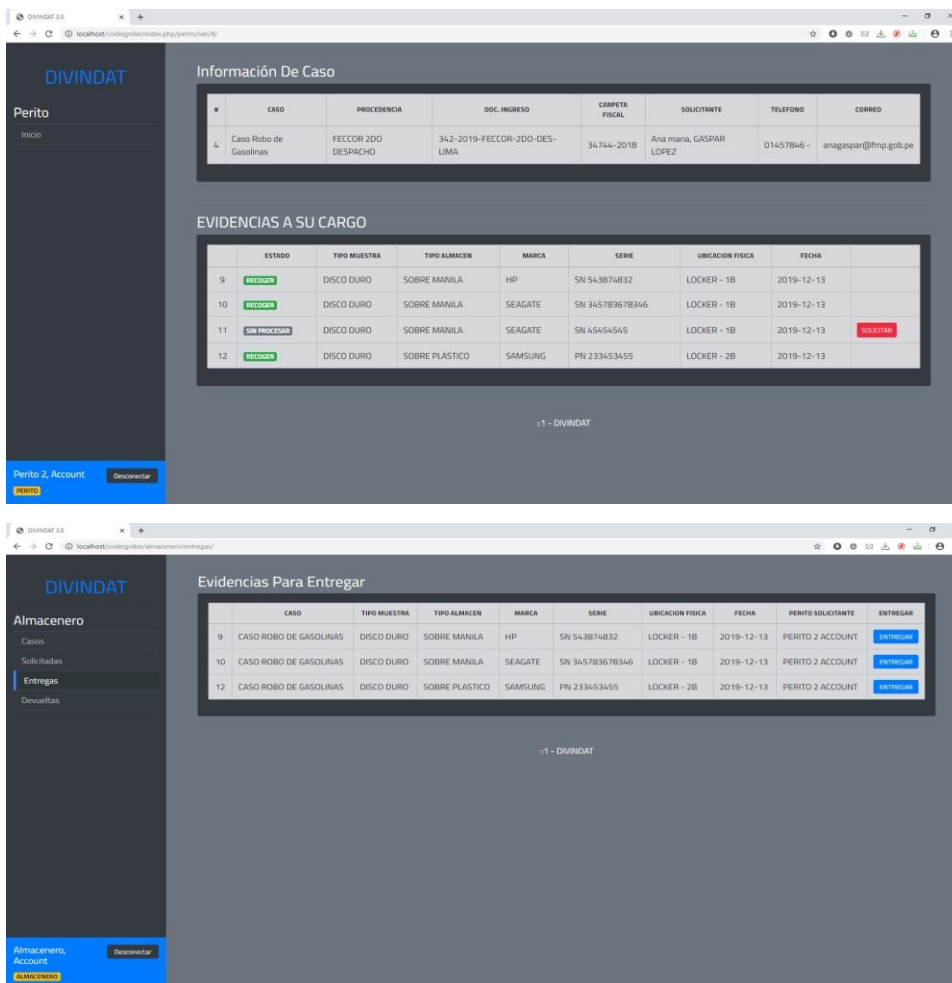 DIVINDAT 3.0
localhost/codeigniter/index.php/perito/ver/4/
DIVINDAT
Perito
Inicio
Información De Caso
# CASO PROCEDENCIA DOC. INGRESO CARPETA FISCAL SOLICITANTE TELEFONO CORREO
4 Caso Robo de Gasolinas FECCOR 2DO DESPACHO 342-2019-FECCOR-2DO-DES-LIMA 34744-2018 Ana maria, GASPAR LOPEZ 01457846 - anagaspar@fmp.gob.pe
EVIDENCIAS A SU CARGO
ESTADO TIPO MUESTRA TIPO ALMACEN MARCA SERIE UBICACION FISICA FECHA
9 RECOGER DISCO DURO SOBRE MANILA HP SN 543874832 LOCKER - 1B 2019-12-13
10 RECOGER DISCO DURO SOBRE MANILA SEAGATE SN 345783678346 LOCKER - 1B 2019-12-13
11 SIN PROCESAR DISCO DURO SOBRE MANILA SEAGATE SN 45454545 LOCKER - 1B 2019-12-13 SOLICITAR
12 RECOGER DISCO DURO SOBRE PLASTICO SAMSUNG PN 233453455 LOCKER - 2B 2019-12-13
::1 - DIVINDAT
Perito 2, Account Desconectar
PERITO
DIVINDAT 3.0
localhost/codeigniter/almacenero/entregas/
DIVINDAT
Almacenero
Casos
Solicitadas
Entregas
Devueltas
Evidencias Para Entregar
CASO TIPO MUESTRA TIPO ALMACEN MARCA SERIE UBICACION FISICA FECHA PERITO SOLICITANTE ENTREGAR
9 CASO ROBO DE GASOLINAS DISCO DURO SOBRE MANILA HP SN 543874832 LOCKER - 1B 2019-12-13 PERITO 2 ACCOUNT ENTREGAR
10 CASO ROBO DE GASOLINAS DISCO DURO SOBRE MANILA SEAGATE SN 345783678346 LOCKER - 1B 2019-12-13 PERITO 2 ACCOUNT ENTREGAR
12 CASO ROBO DE GASOLINAS DISCO DURO SOBRE PLASTICO SAMSUNG PN 233453455 LOCKER - 2B 2019-12-13 PERITO 2 ACCOUNT ENTREGAR
::1 - DIVINDAT
Almacenero, Account Desconectar
ALMACENERO